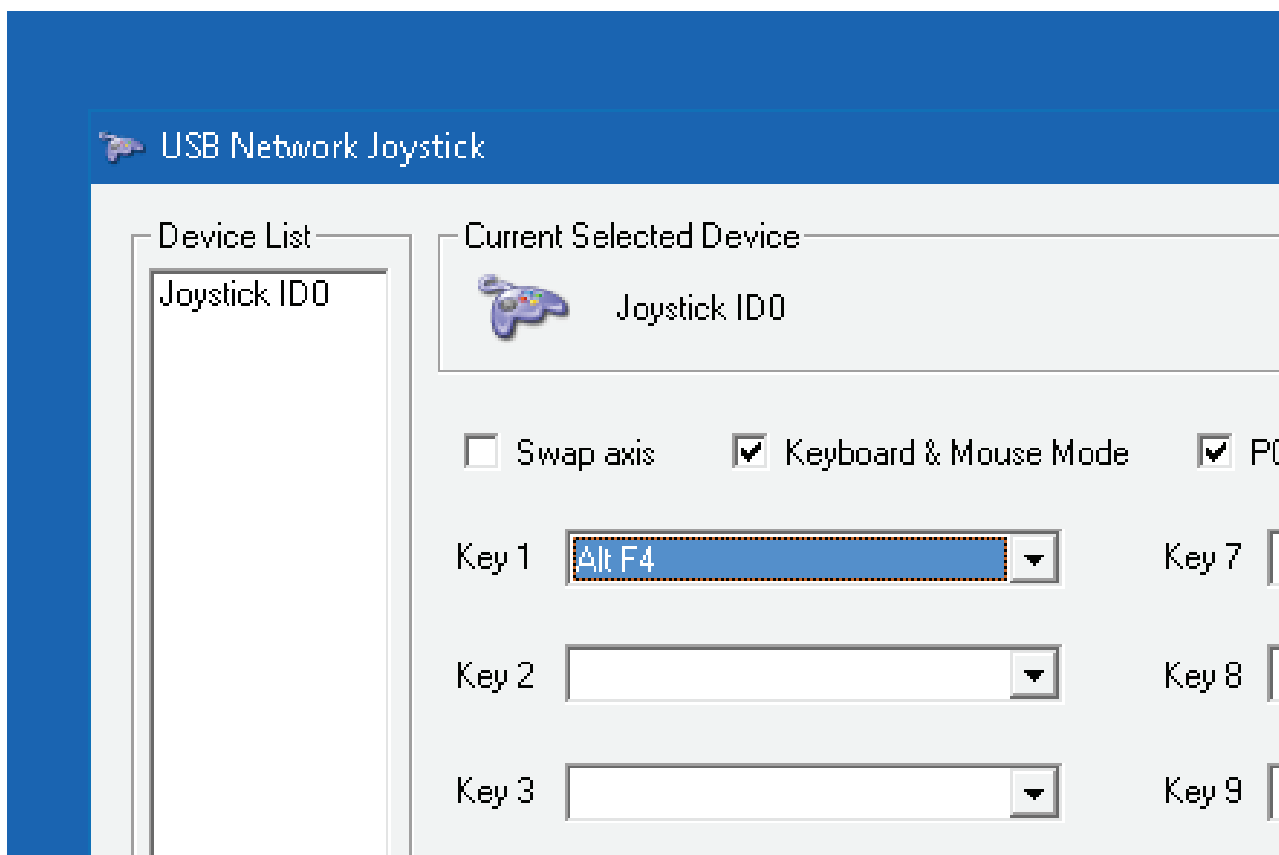 USB Network Joystick
Device List
Current Selected Device
Joystick ID0
Joystick ID0
Swap axis Keyboard & Mouse Mode
Key 1 Alt F4 Key 7
Key 2 Key 8
Key 3 Key 9